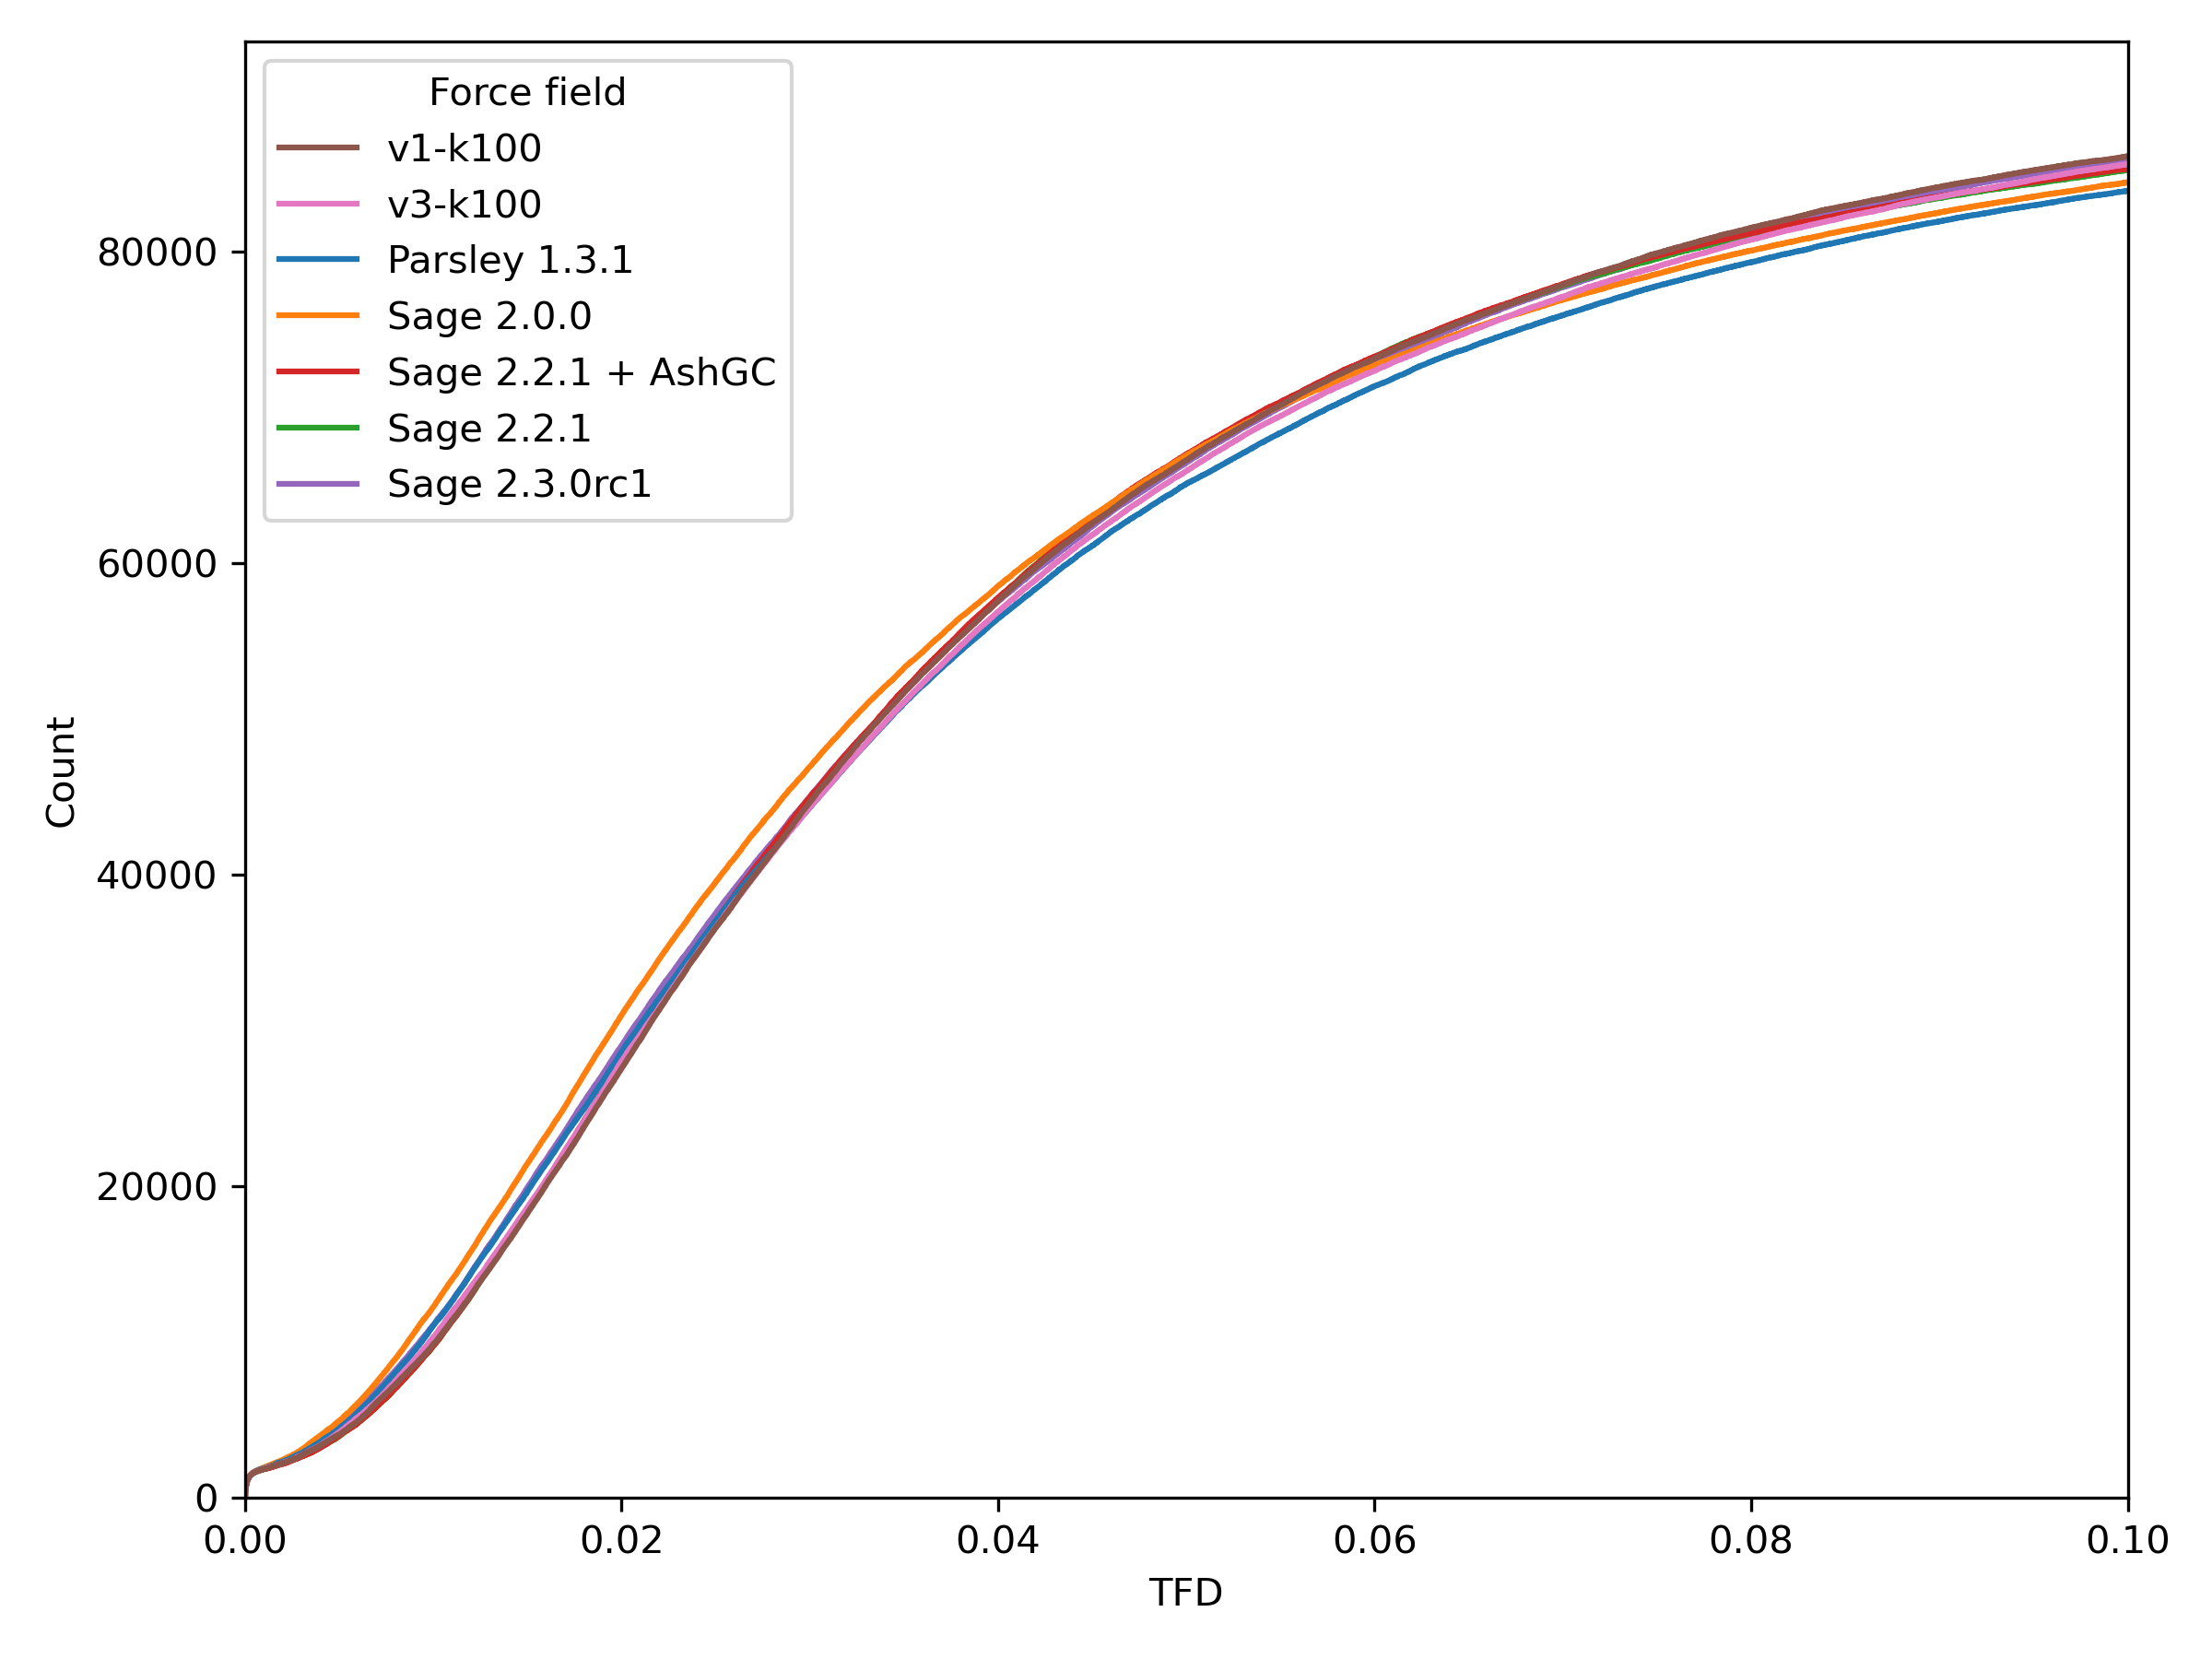 Force field
v1-k100
v3-k100
Parsley 1.3.1
Sage 2.0.0
Sage 2.2.1 + AshGC
Sage 2.2.1
Sage 2.3.0rc1
80000
60000
40000
20000
0
Count
0.00 0.02 0.04 0.06 0.08 0.10
TFD